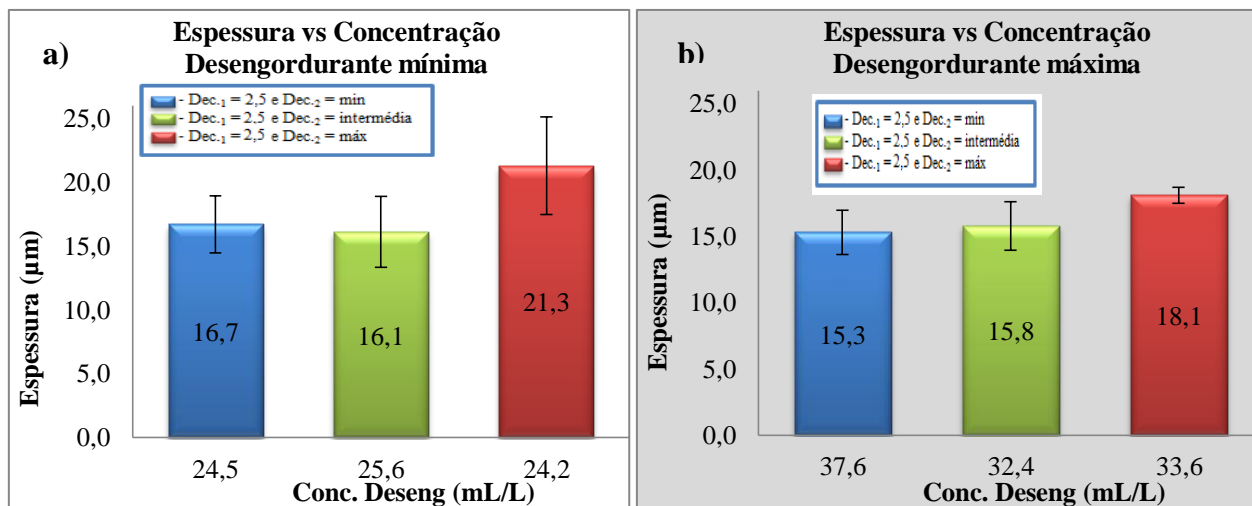 a)
Espessura vs Concentração
Desengordurante mínima
- Dec.₁ = 2,5 e Dec.₂ = min
- Dec.₁ = 2,5 e Dec.₂ = intermédia
- Dec.₁ = 2,5 e Dec.₂ = máx
Espessura (µm)
25,0
20,0
15,0
10,0
5,0
0,0
16,7
16,1
21,3
24,5
25,6
24,2
Conc. Deseng (mL/L)
b)
Espessura vs Concentração
Desengordurante máxima
- Dec.₁ = 2,5 e Dec.₂ = min
- Dec.₁ = 2,5 e Dec.₂ = intermédia
- Dec.₁ = 2,5 e Dec.₂ = máx
Espessura (µm)
25,0
20,0
15,0
10,0
5,0
0,0
15,3
15,8
18,1
37,6
32,4
33,6
Conc. Deseng (mL/L)